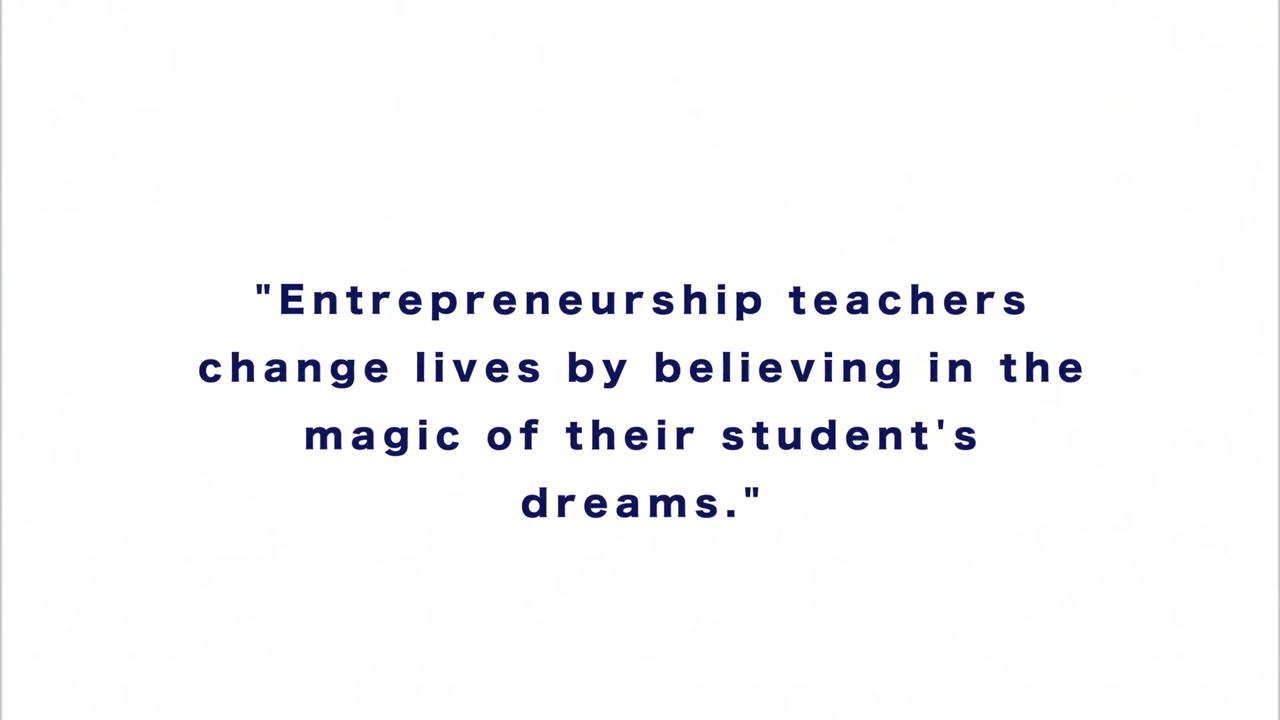 "Entrepreneurship teachers
change lives by believing in the
magic of their student's
dreams."